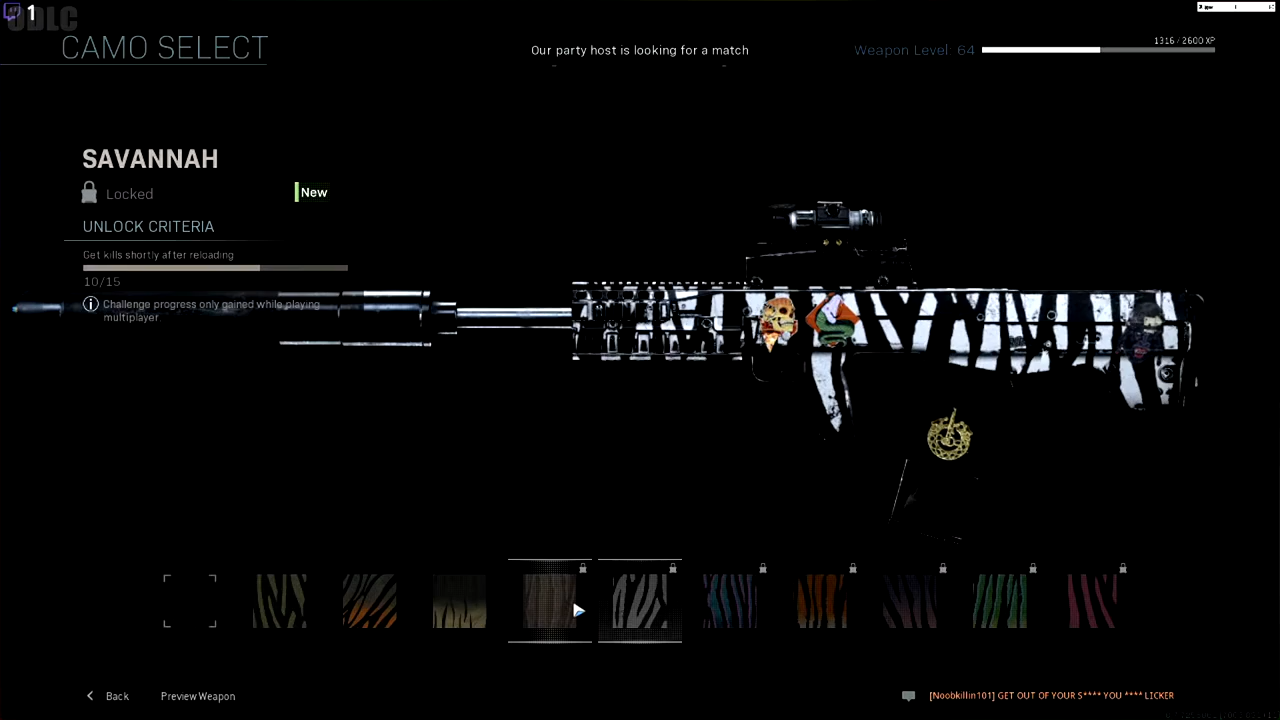 1
ODLC
CAMO SELECT
Our party host is looking for a match
Weapon Level: 64
1316 / 2600 XP
SAVANNAH
Locked
New
UNLOCK CRITERIA
Get kills shortly after reloading
10/15
Challenge progress only gained while playing
multiplayer.
Back
Preview Weapon
[Noobkillin101] GET OUT OF YOUR S**** YOU **** LICKER